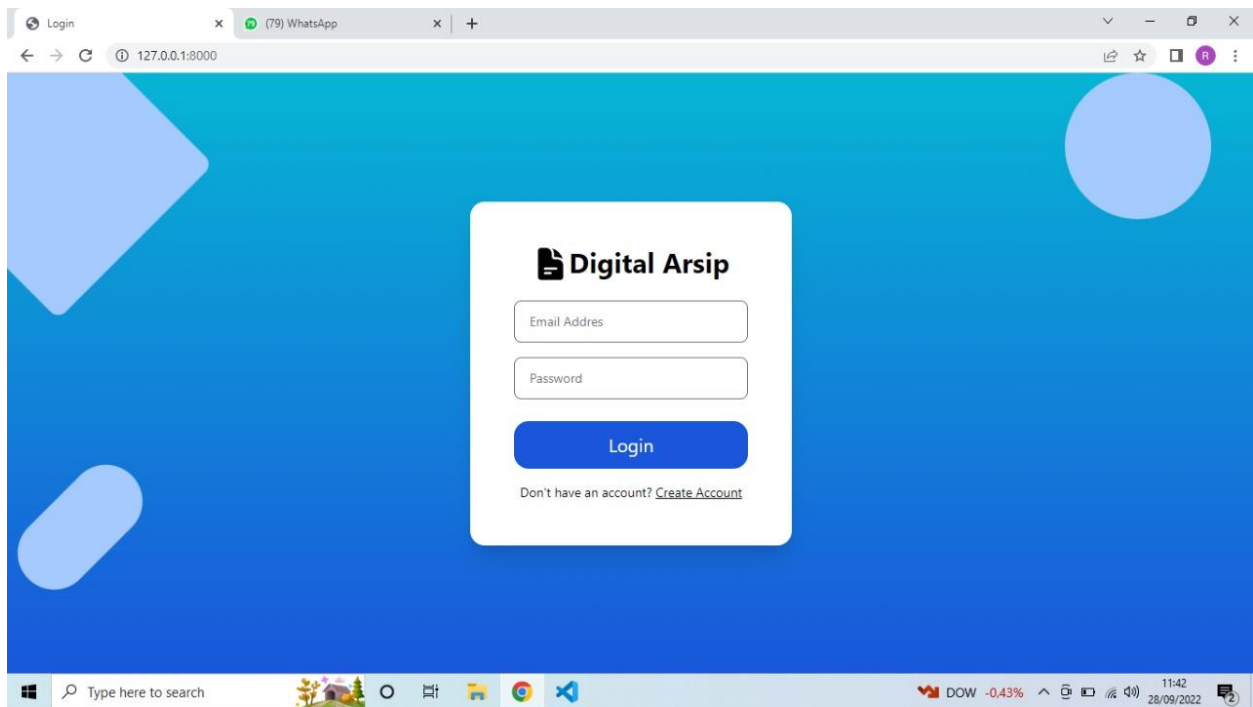 Login
(79) WhatsApp
127.0.0.1:8000
R
Digital Arsip
Email Addres
Password
Login
Don't have an account? Create Account
Type here to search
DOW -0,43%
11:42
28/09/2022
2